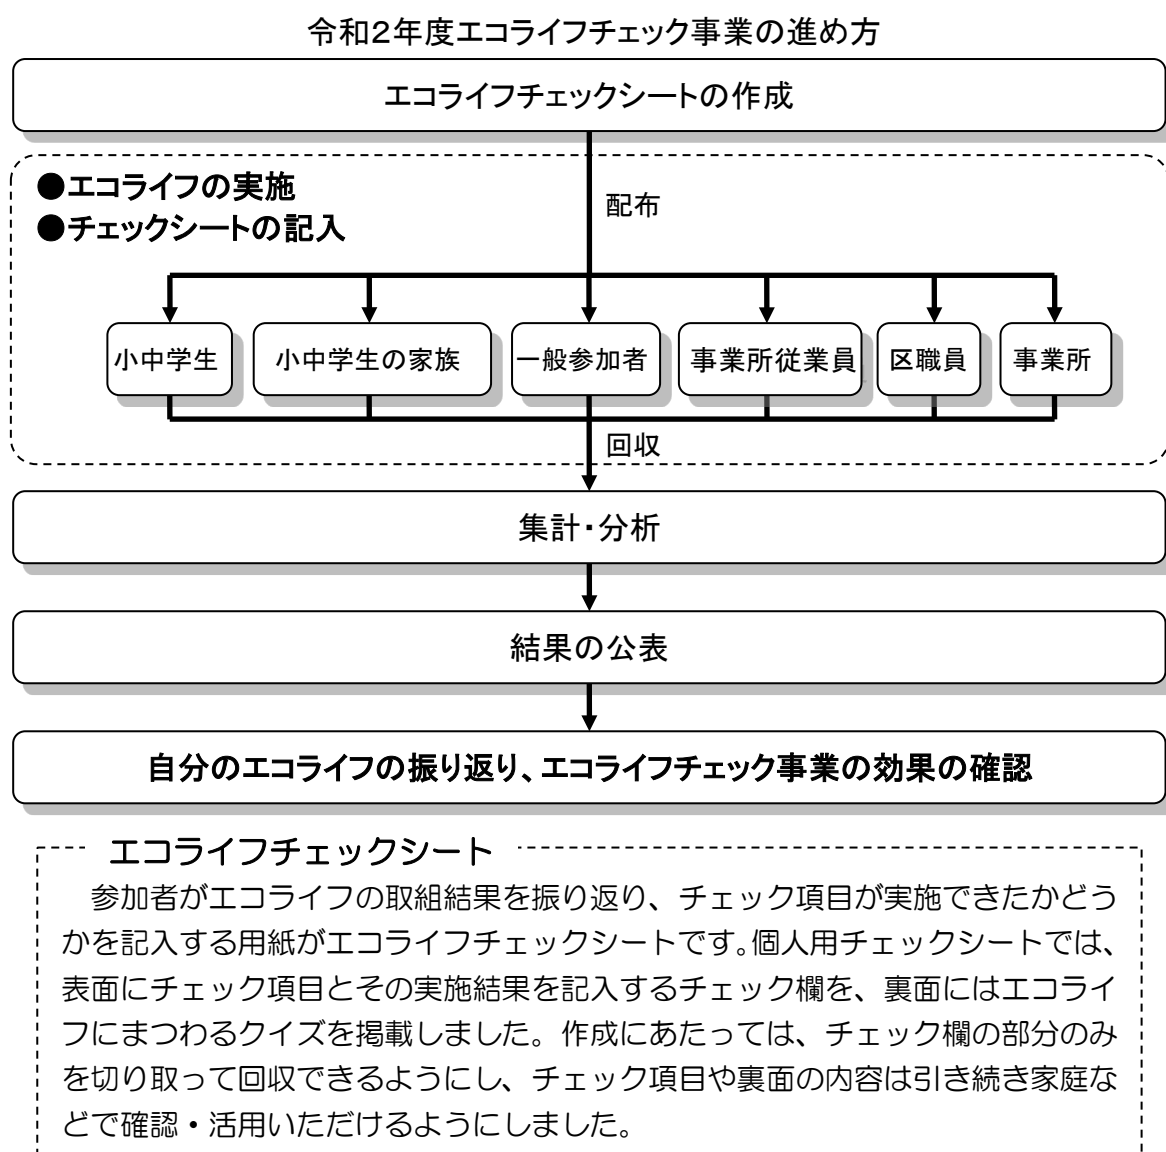 令和2年度エコライフチェック事業の進め方
エコライフチェックシートの作成
●エコライフの実施
●チェックシートの記入
配布
小中学生
小中学生の家族
一般参加者
事業所従業員
区職員
事業所
回収
集計・分析
結果の公表
自分のエコライフの振り返り、エコライフチェック事業の効果の確認
エコライフチェックシート
参加者がエコライフの取組結果を振り返り、チェック項目が実施できたかどう
かを記入する用紙がエコライフチェックシートです。個人用チェックシートでは、
表面にチェック項目とその実施結果を記入するチェック欄を、裏面にはエコライ
フにまつわるクイズを掲載しました。作成にあたっては、チェック欄の部分のみ
を切り取って回収できるようにし、チェック項目や裏面の内容は引き続き家庭な
どで確認・活用いただけるようにしました。